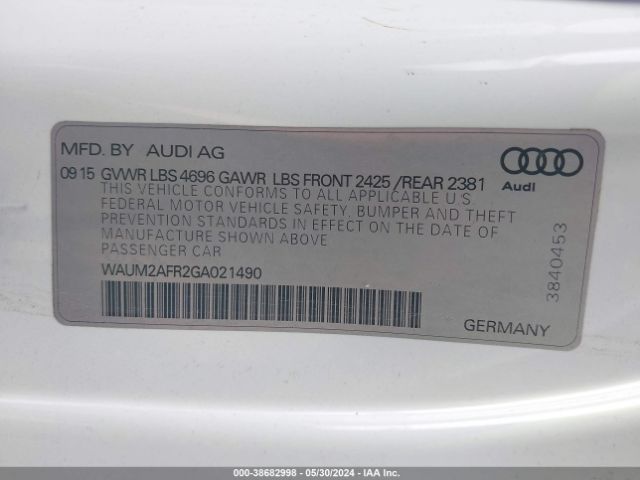 MFD. BY AUDI AG
Audi
09 15 GVWR LBS 4696 GAWR LBS FRONT 2425 /REAR 2381
THIS VEHICLE CONFORMS TO ALL APPLICABLE U.S.
FEDERAL MOTOR VEHICLE SAFETY, BUMPER AND THEFT
PREVENTION STANDARDS IN EFFECT ON THE DATE OF
MANUFACTURE SHOWN ABOVE
PASSENGER CAR
WAUM2AFR2GA021490
3840453
GERMANY
000-38682998 - 05/30/2024 - IAA, Inc.